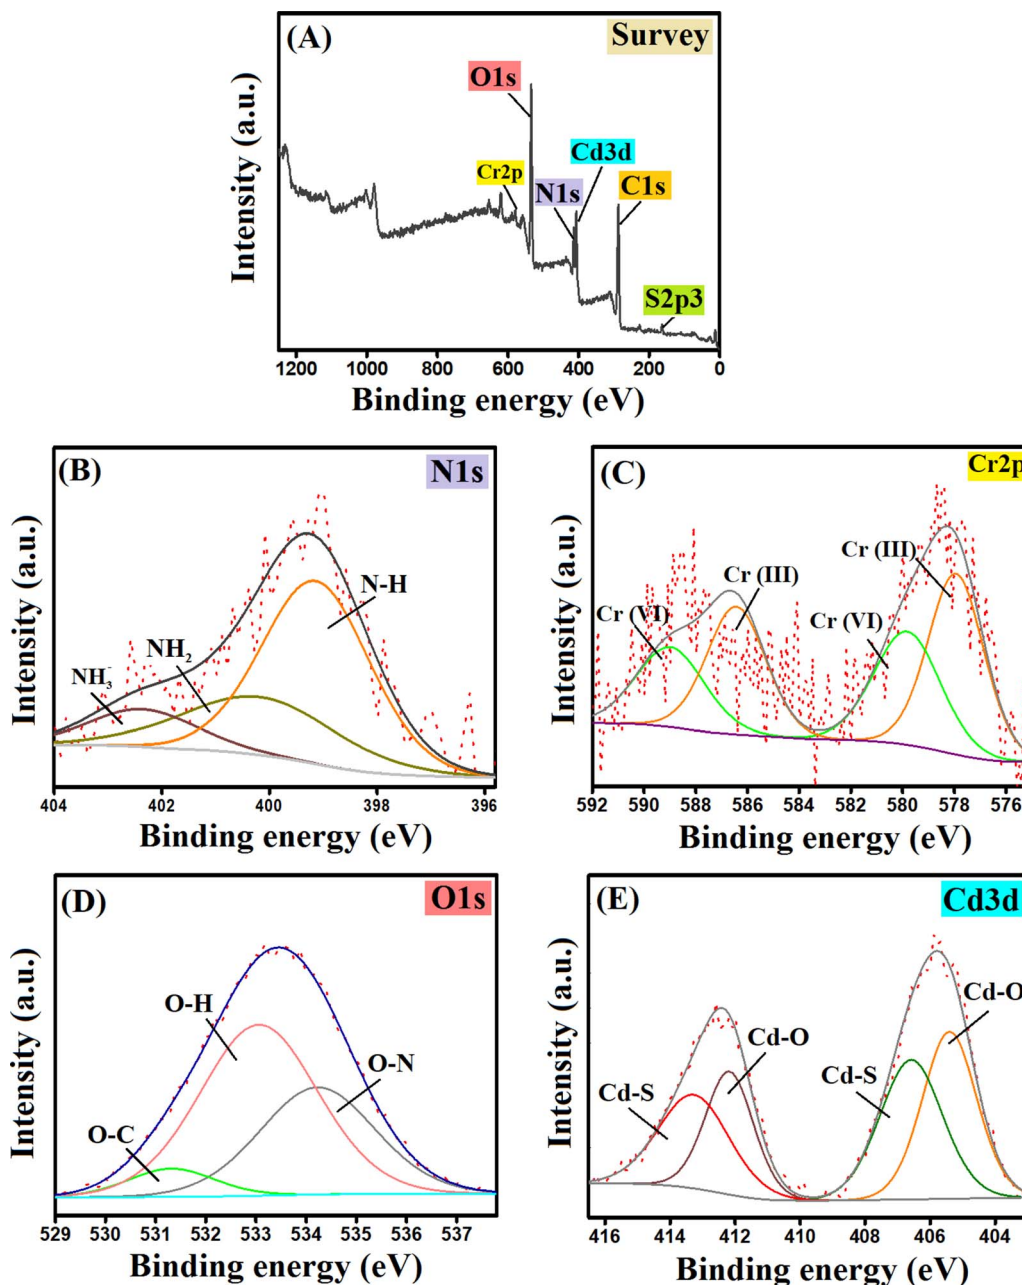 (A)
Survey
O1s
Cd3d
Cr2p
N1s
C1s
S2p3
Intensity (a.u.)
1200 1000 800 600 400 200 0
Binding energy (eV)
(B)
N1s
N-H
NH2
NH3-
Intensity (a.u.)
404 402 400 398 396
Binding energy (eV)
(C)
Cr2p
Cr (III)
Cr (III)
Cr (VI)
Cr (VI)
Intensity (a.u.)
592 590 588 586 584 582 580 578 576
Binding energy (eV)
(D)
O1s
O-H
O-N
O-C
Intensity (a.u.)
529 530 531 532 533 534 535 536 537
Binding energy (eV)
(E)
Cd3d
Cd-O
Cd-O
Cd-S
Cd-S
Intensity (a.u.)
416 414 412 410 408 406 404
Binding energy (eV)